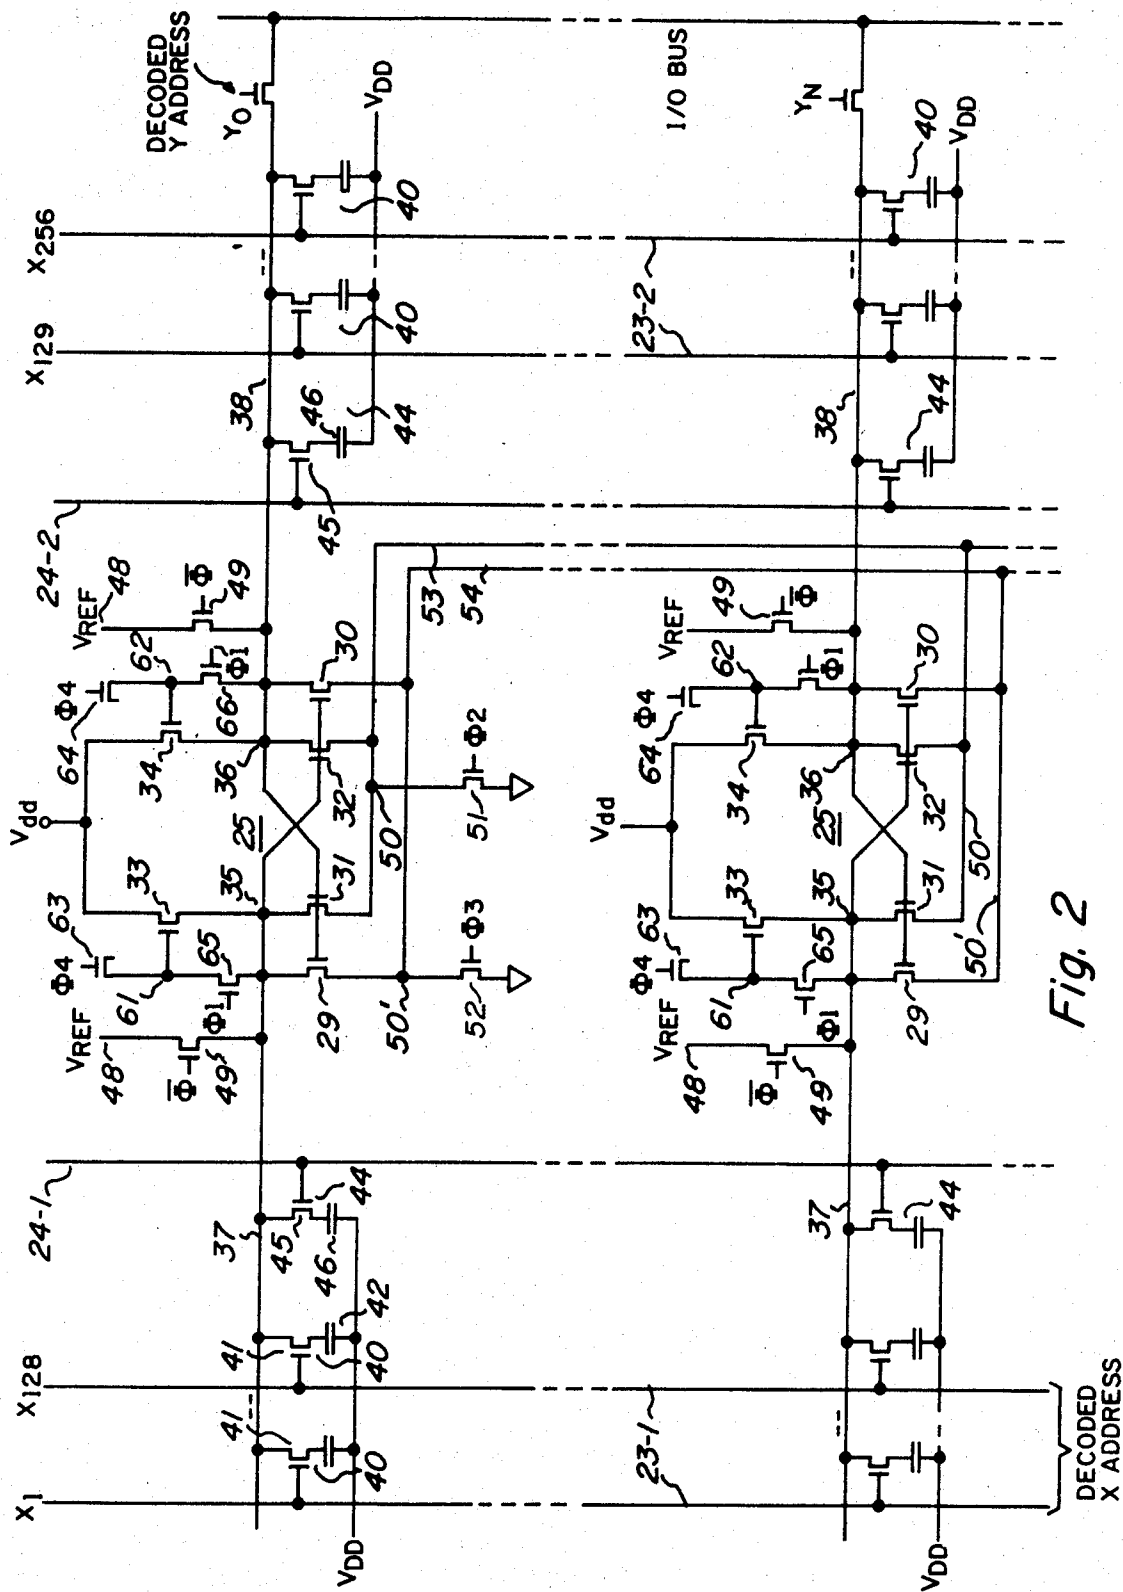 X1
X128
24-1
24-2
X129
X256
DECODED
Y ADDRESS
Y0
VREF
48
Φ4
63
Vdd
Φ4
64
VREF
48
Φ̅
49
61
65
Φ1
33
34
62
66
Φ1
Φ̅
49
37
35
25
36
38
41
41
40
40
42
45
46
44
29
31
32
30
45
46
44
40
40
VDD
VDD
50'
50
52
Φ3
51
Φ2
53
54
23-1
23-2
I/O BUS
VREF
48
Φ4
63
Vdd
Φ4
64
VREF
Φ̅
49
61
65
Φ1
33
34
62
Φ1
49
Φ̅
YN
37
35
25
36
38
44
29
31
32
30
44
40
VDD
VDD
50'
50
DECODED
X ADDRESS
Fig. 2